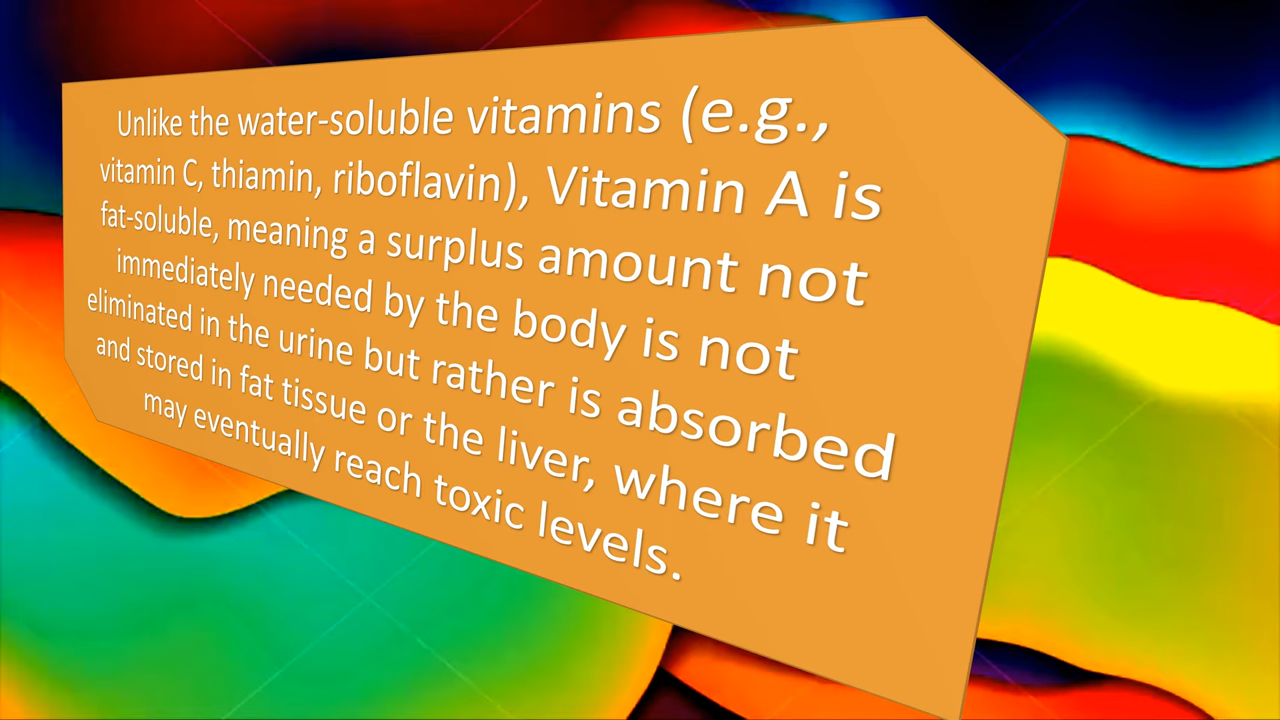 Unlike the water-soluble vitamins (e.g.,
vitamin C, thiamin, riboflavin), Vitamin A is
fat-soluble, meaning a surplus amount not
immediately needed by the body is not
eliminated in the urine but rather is absorbed
and stored in fat tissue or the liver, where it
may eventually reach toxic levels.